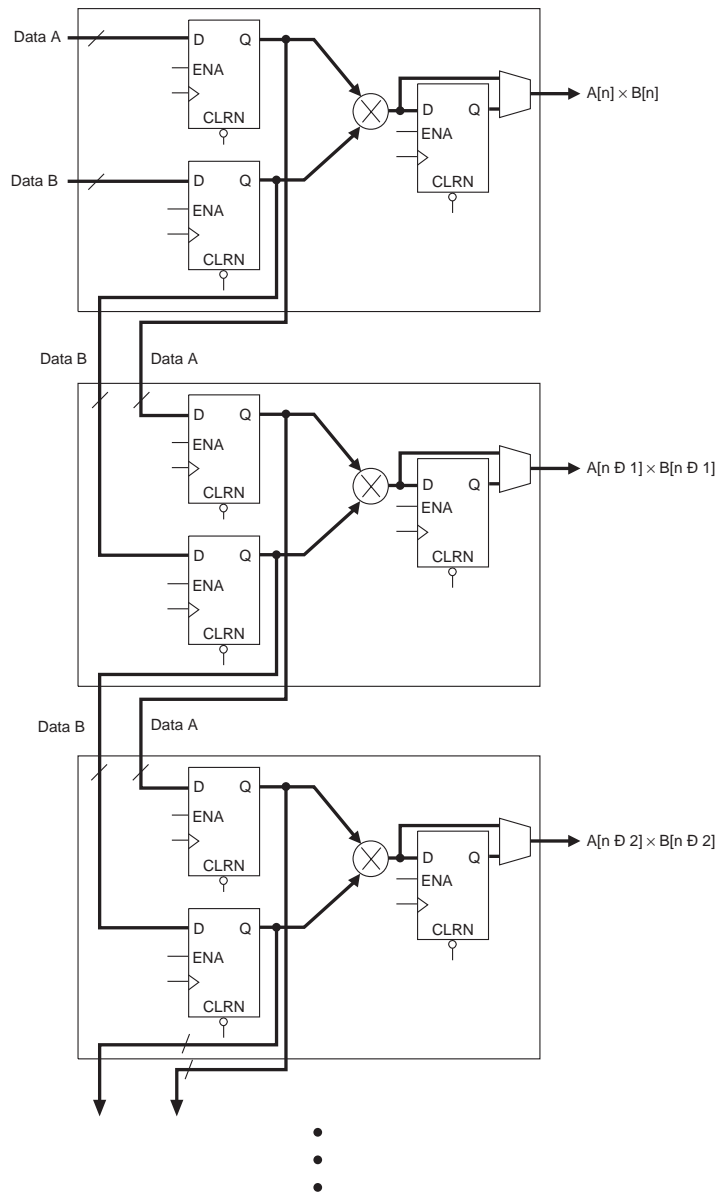 Data A
D Q
ENA
CLRN
D Q
ENA
CLRN
A[n] × B[n]
Data B
D Q
ENA
CLRN
Data B
Data A
D Q
ENA
CLRN
D Q
ENA
CLRN
A[n Ð 1] × B[n Ð 1]
D Q
ENA
CLRN
Data B
Data A
D Q
ENA
CLRN
D Q
ENA
CLRN
A[n Ð 2] × B[n Ð 2]
D Q
ENA
CLRN